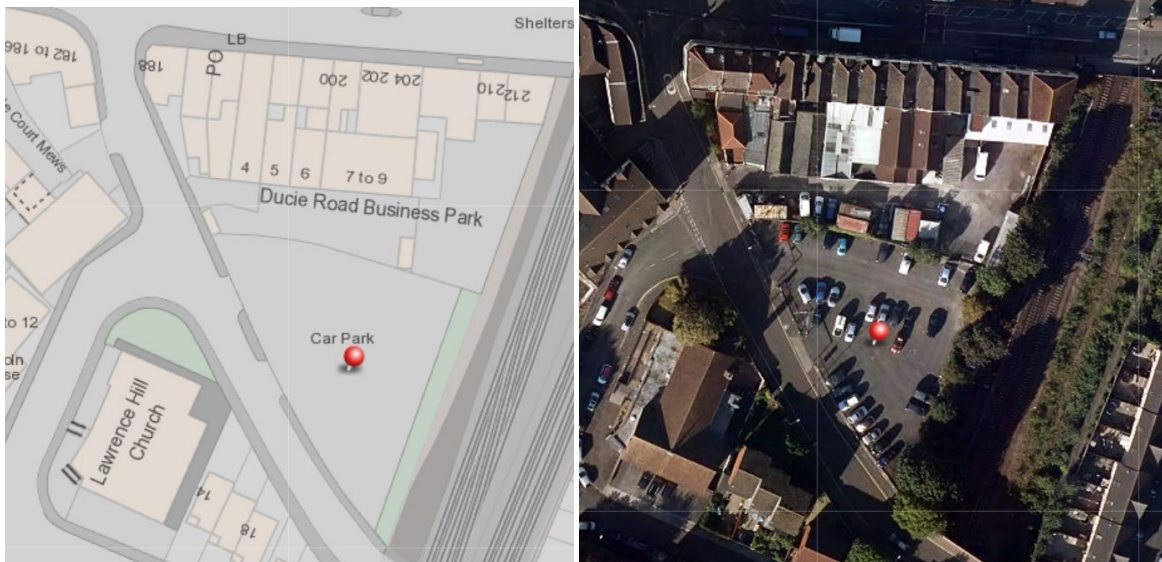 Shelters
LB
182 to 186
188
PO
200
202
204
210
212
Court Mews
4
5
6
7 to 9
Ducie Road Business Park
to 12
Car Park
Lawrence Hill
Church
14
18